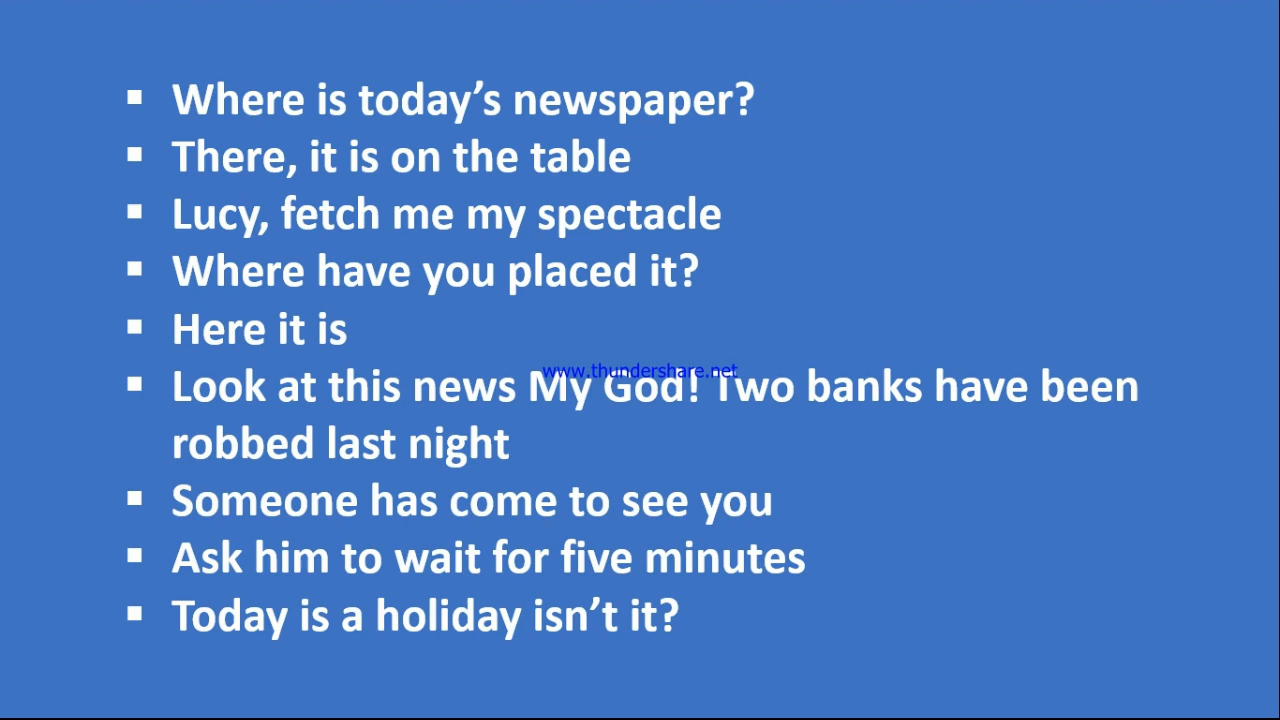 ▪ Where is today’s newspaper?
▪ There, it is on the table
▪ Lucy, fetch me my spectacle
▪ Where have you placed it?
▪ Here it is
www.thundershare.net
▪ Look at this news My God! Two banks have been
robbed last night
▪ Someone has come to see you
▪ Ask him to wait for five minutes
▪ Today is a holiday isn’t it?